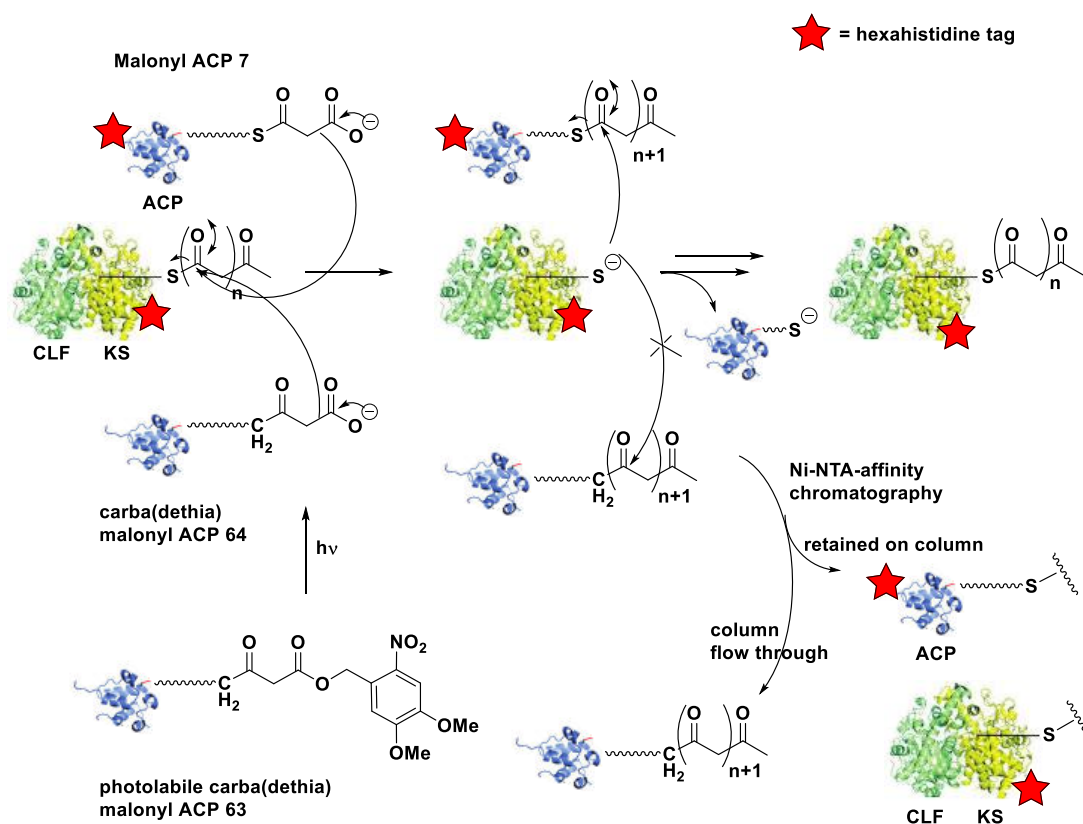 = hexahistidine tag
Malonyl ACP 7
O
O
O
S
ACP
O
O
n+1
S
O
O
S
n
CLF KS
S
S
O
O
S
n
O
O
O
C
H2
carba(dethia)
malonyl ACP 64
hν
O
O
C
H2
n+1
Ni-NTA-affinity
chromatography
retained on column
S
ACP
column
flow through
O
O
O
C
H2
NO2
OMe
OMe
photolabile carba(dethia)
malonyl ACP 63
O
O
C
H2
n+1
S
CLF KS